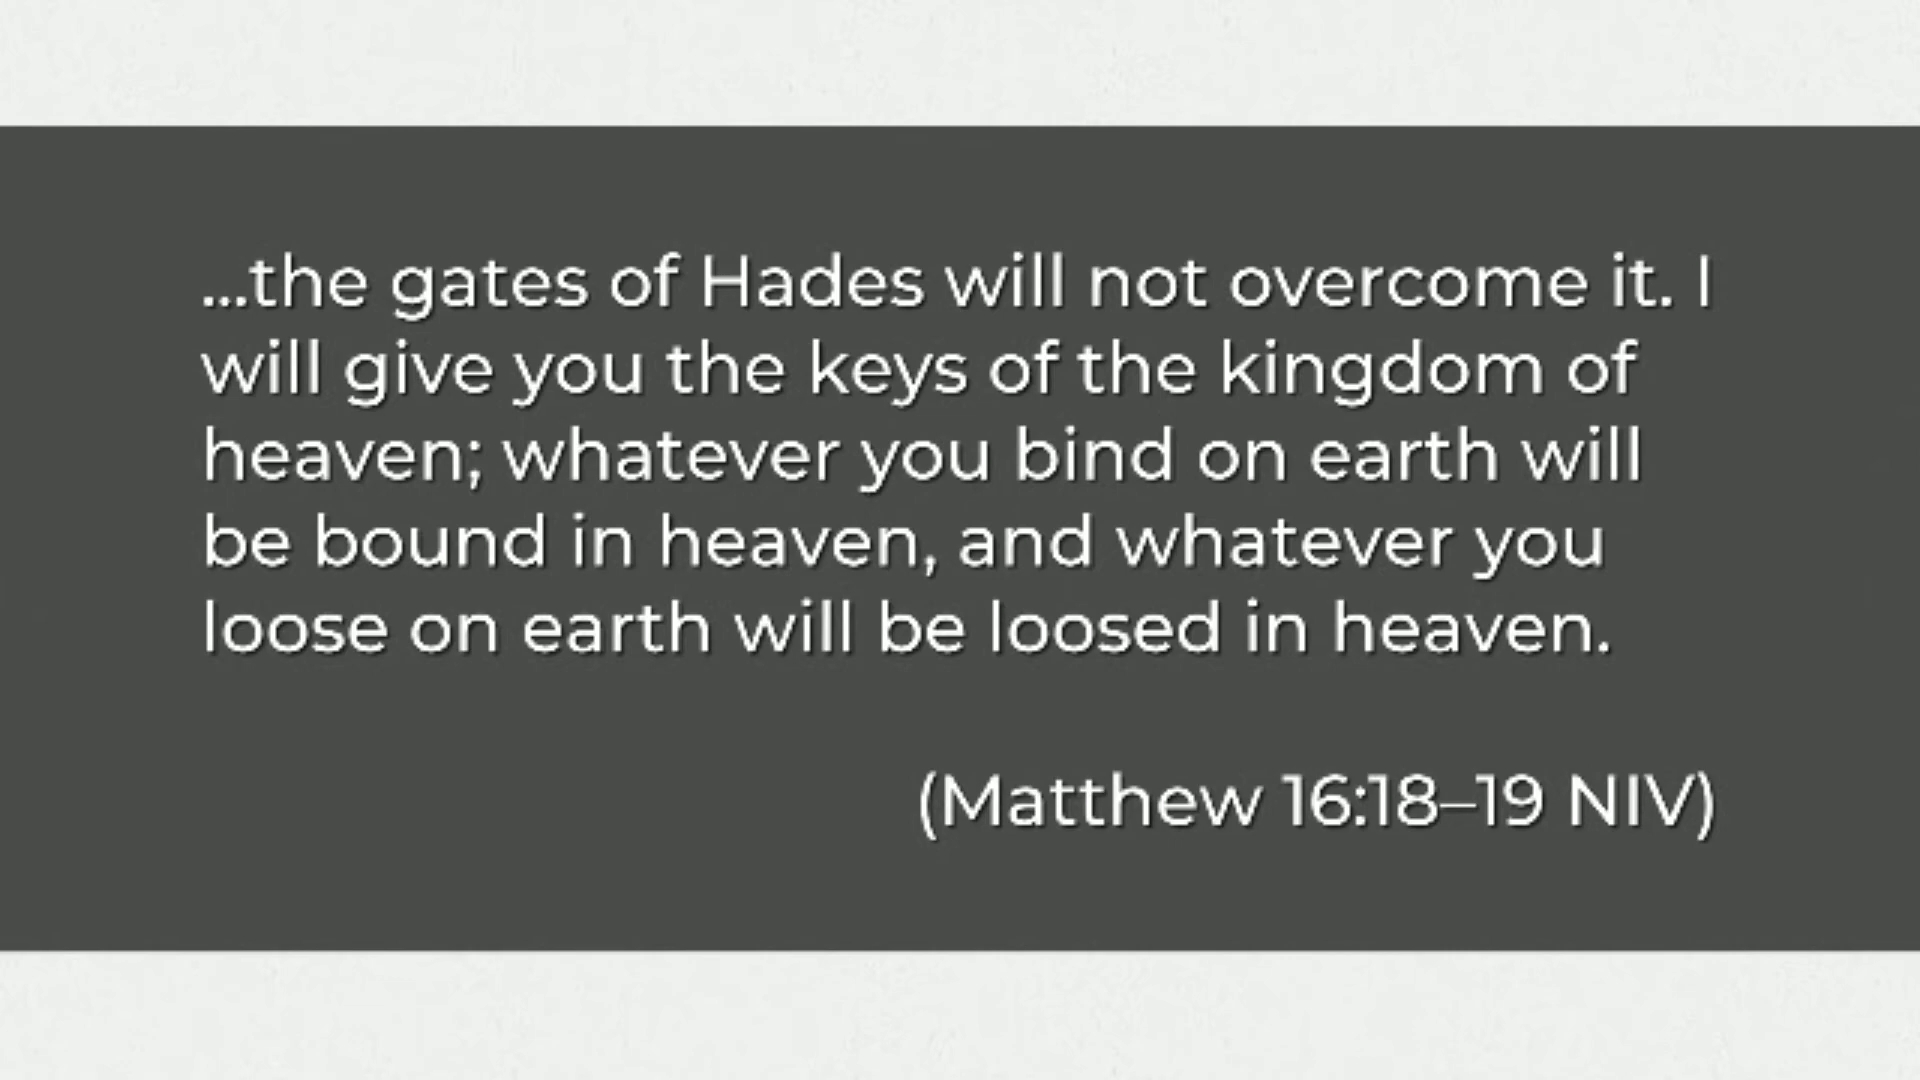 ...the gates of Hades will not overcome it. I
will give you the keys of the kingdom of
heaven; whatever you bind on earth will
be bound in heaven, and whatever you
loose on earth will be loosed in heaven.
(Matthew 16:18–19 NIV)